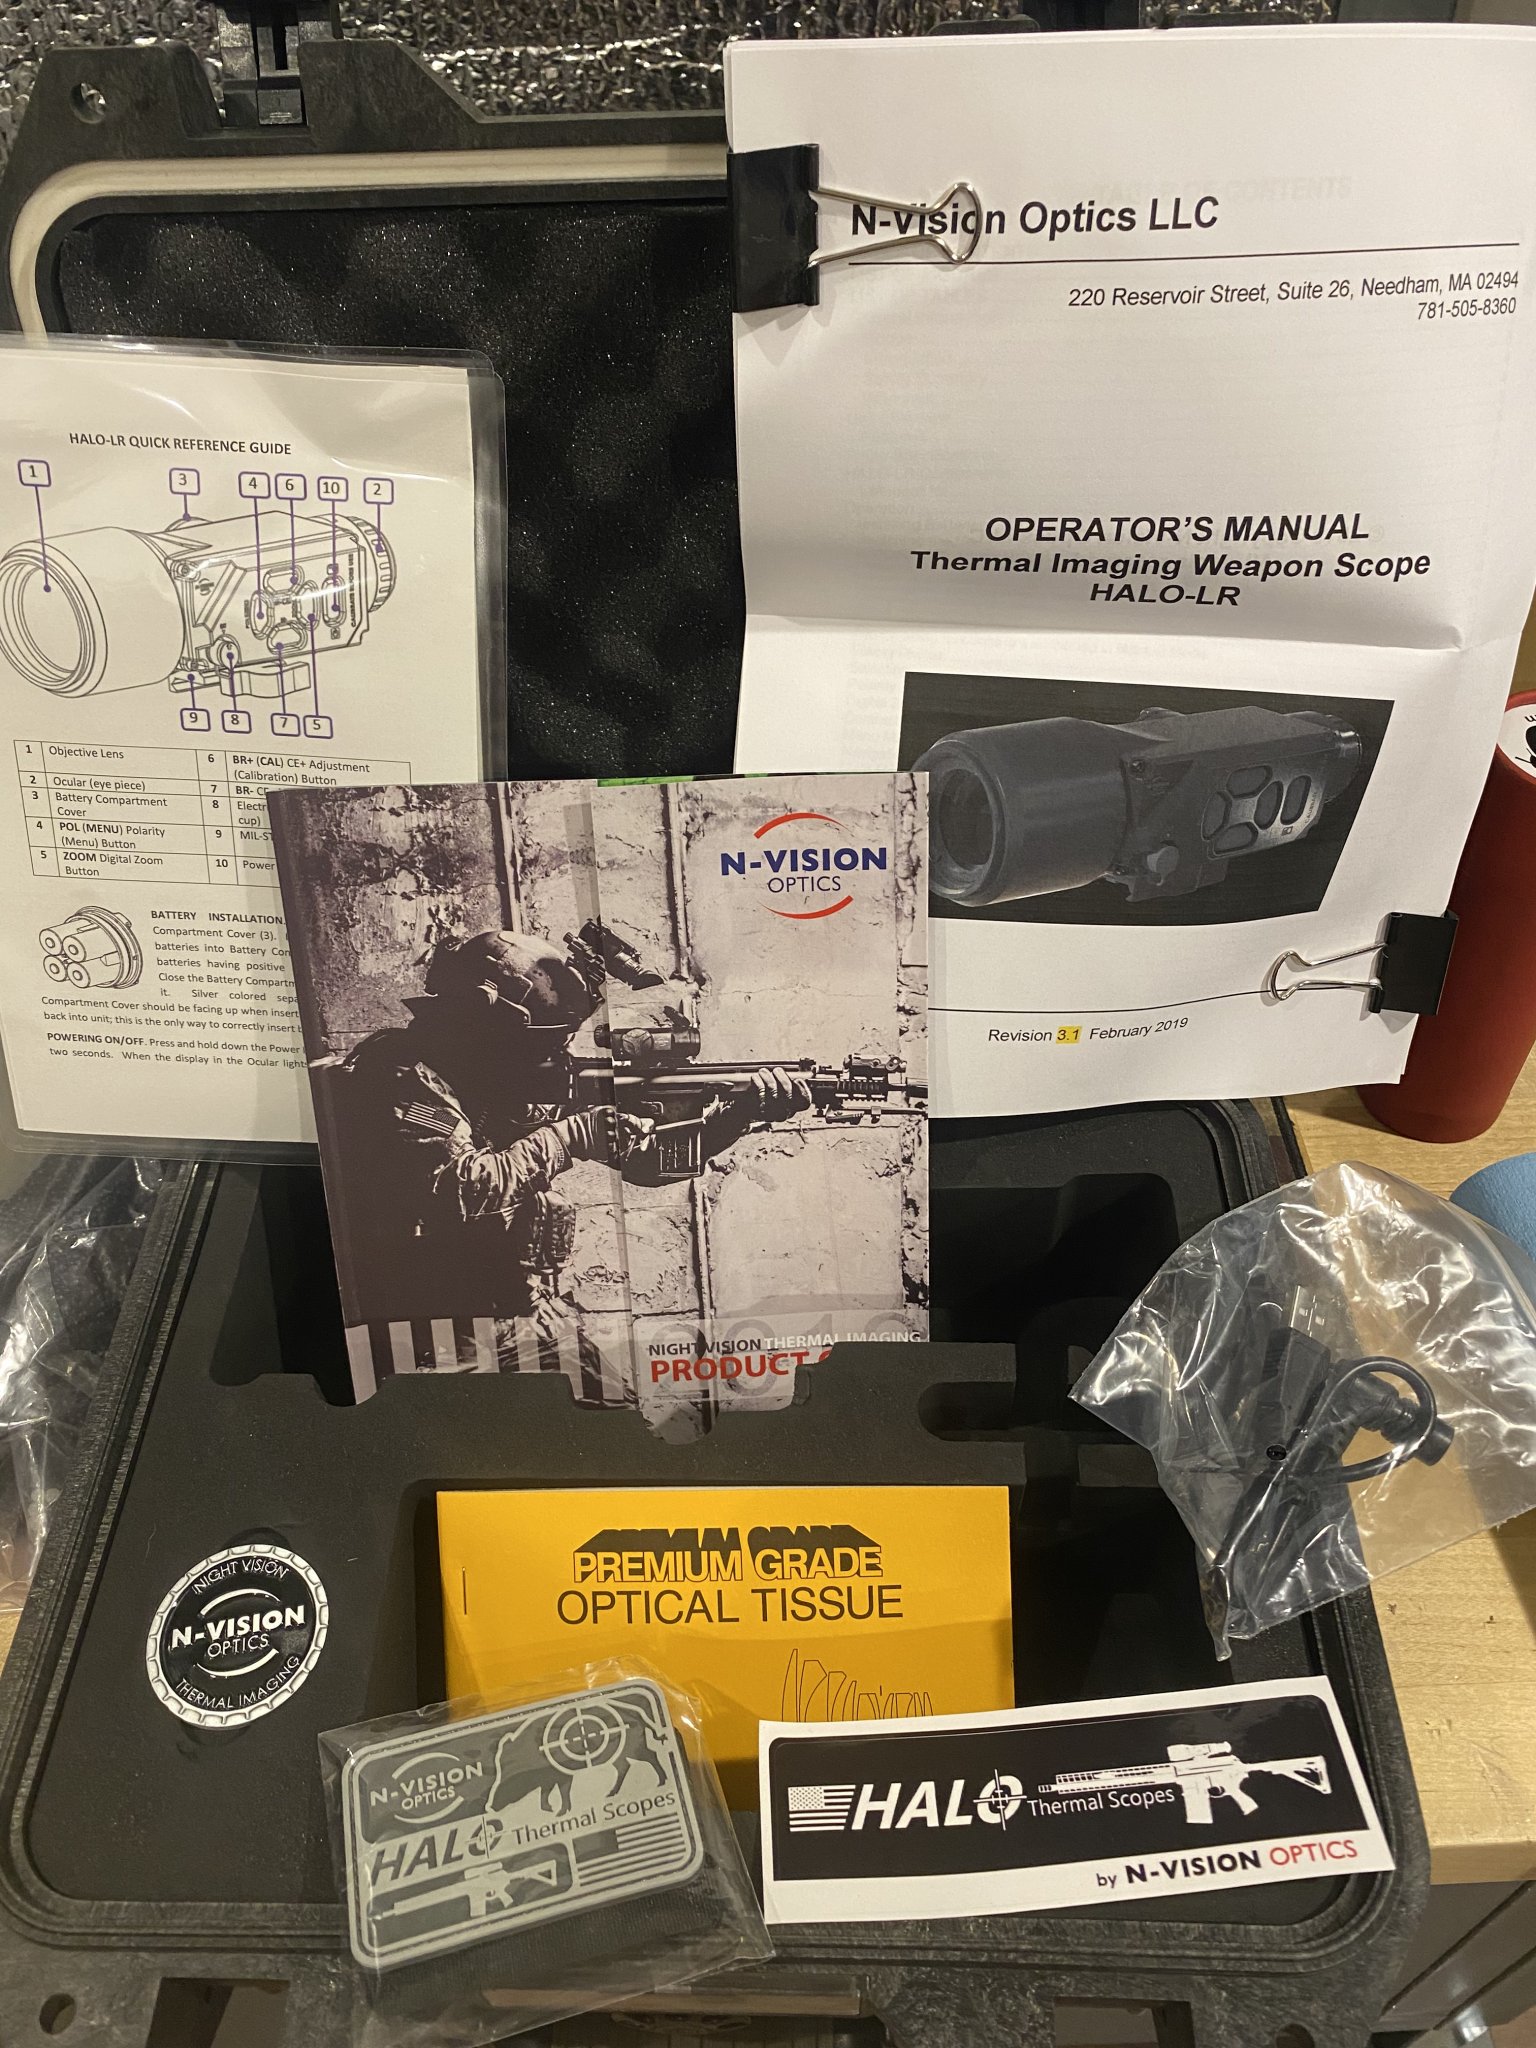 N-Vision Optics LLC
220 Reservoir Street, Suite 26, Needham, MA 02494
781-505-8360
OPERATOR'S MANUAL
Thermal Imaging Weapon Scope
HALO-LR
Revision 3.1 February 2019
HALO-LR QUICK REFERENCE GUIDE
1
3
4
6
10
2
9
8
7
5
1 Objective Lens 6 BR+ (CAL) CE+ Adjustment
(Calibration) Button
2 Ocular (eye piece) 7 BR-
3 Battery Compartment 8
Cover cup)
4 POL (MENU) Polarity 9
(Menu) Button
5 ZOOM Digital Zoom 10 Power
Button
BATTERY INSTALLATION.
Compartment Cover (3).
batteries into Battery
batteries having positive
Close the Battery
it. Silver colored
Compartment Cover should be facing up when
back into unit; this is the only way to correctly insert
POWERING ON/OFF. Press and hold down the Power
two seconds. When the display in the Ocular
N-VISION
OPTICS
NIGHT VISION THERMAL IMAGING
PRODUCT
PREMIUM GRADE
OPTICAL TISSUE
NIGHT VISION
N-VISION
OPTICS
THERMAL IMAGING
N-VISION
OPTICS
HALO Thermal Scopes
HALO Thermal Scopes
by N-VISION OPTICS